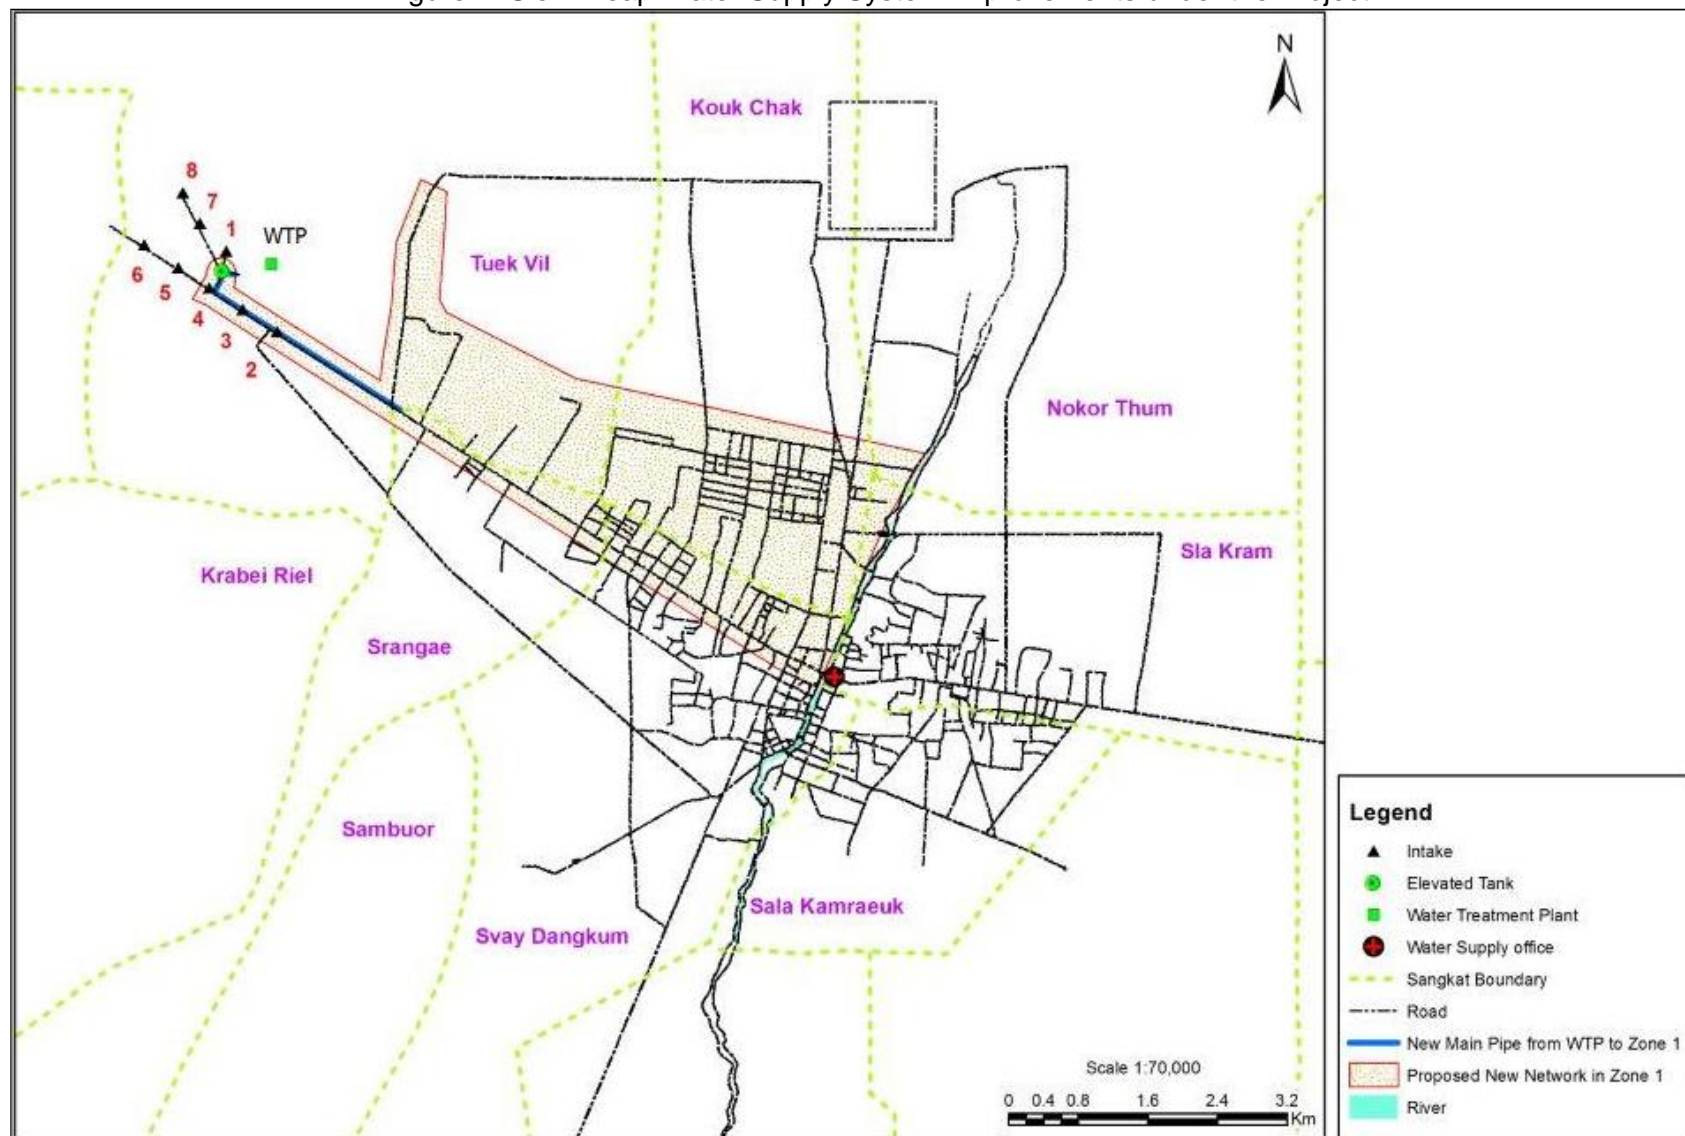 N
Kouk Chak
8
7
1
WTP
Tuek Vil
6
5
4
3
2
Nokor Thum
Sla Kram
Krabei Riel
Srangae
Sambuor
Sala Kamraeuk
Svay Dangkum
Scale 1:70,000
0 0.4 0.8 1.6 2.4 3.2
Km
Legend
Intake
Elevated Tank
Water Treatment Plant
Water Supply office
Sangkat Boundary
Road
New Main Pipe from WTP to Zone 1
Proposed New Network in Zone 1
River